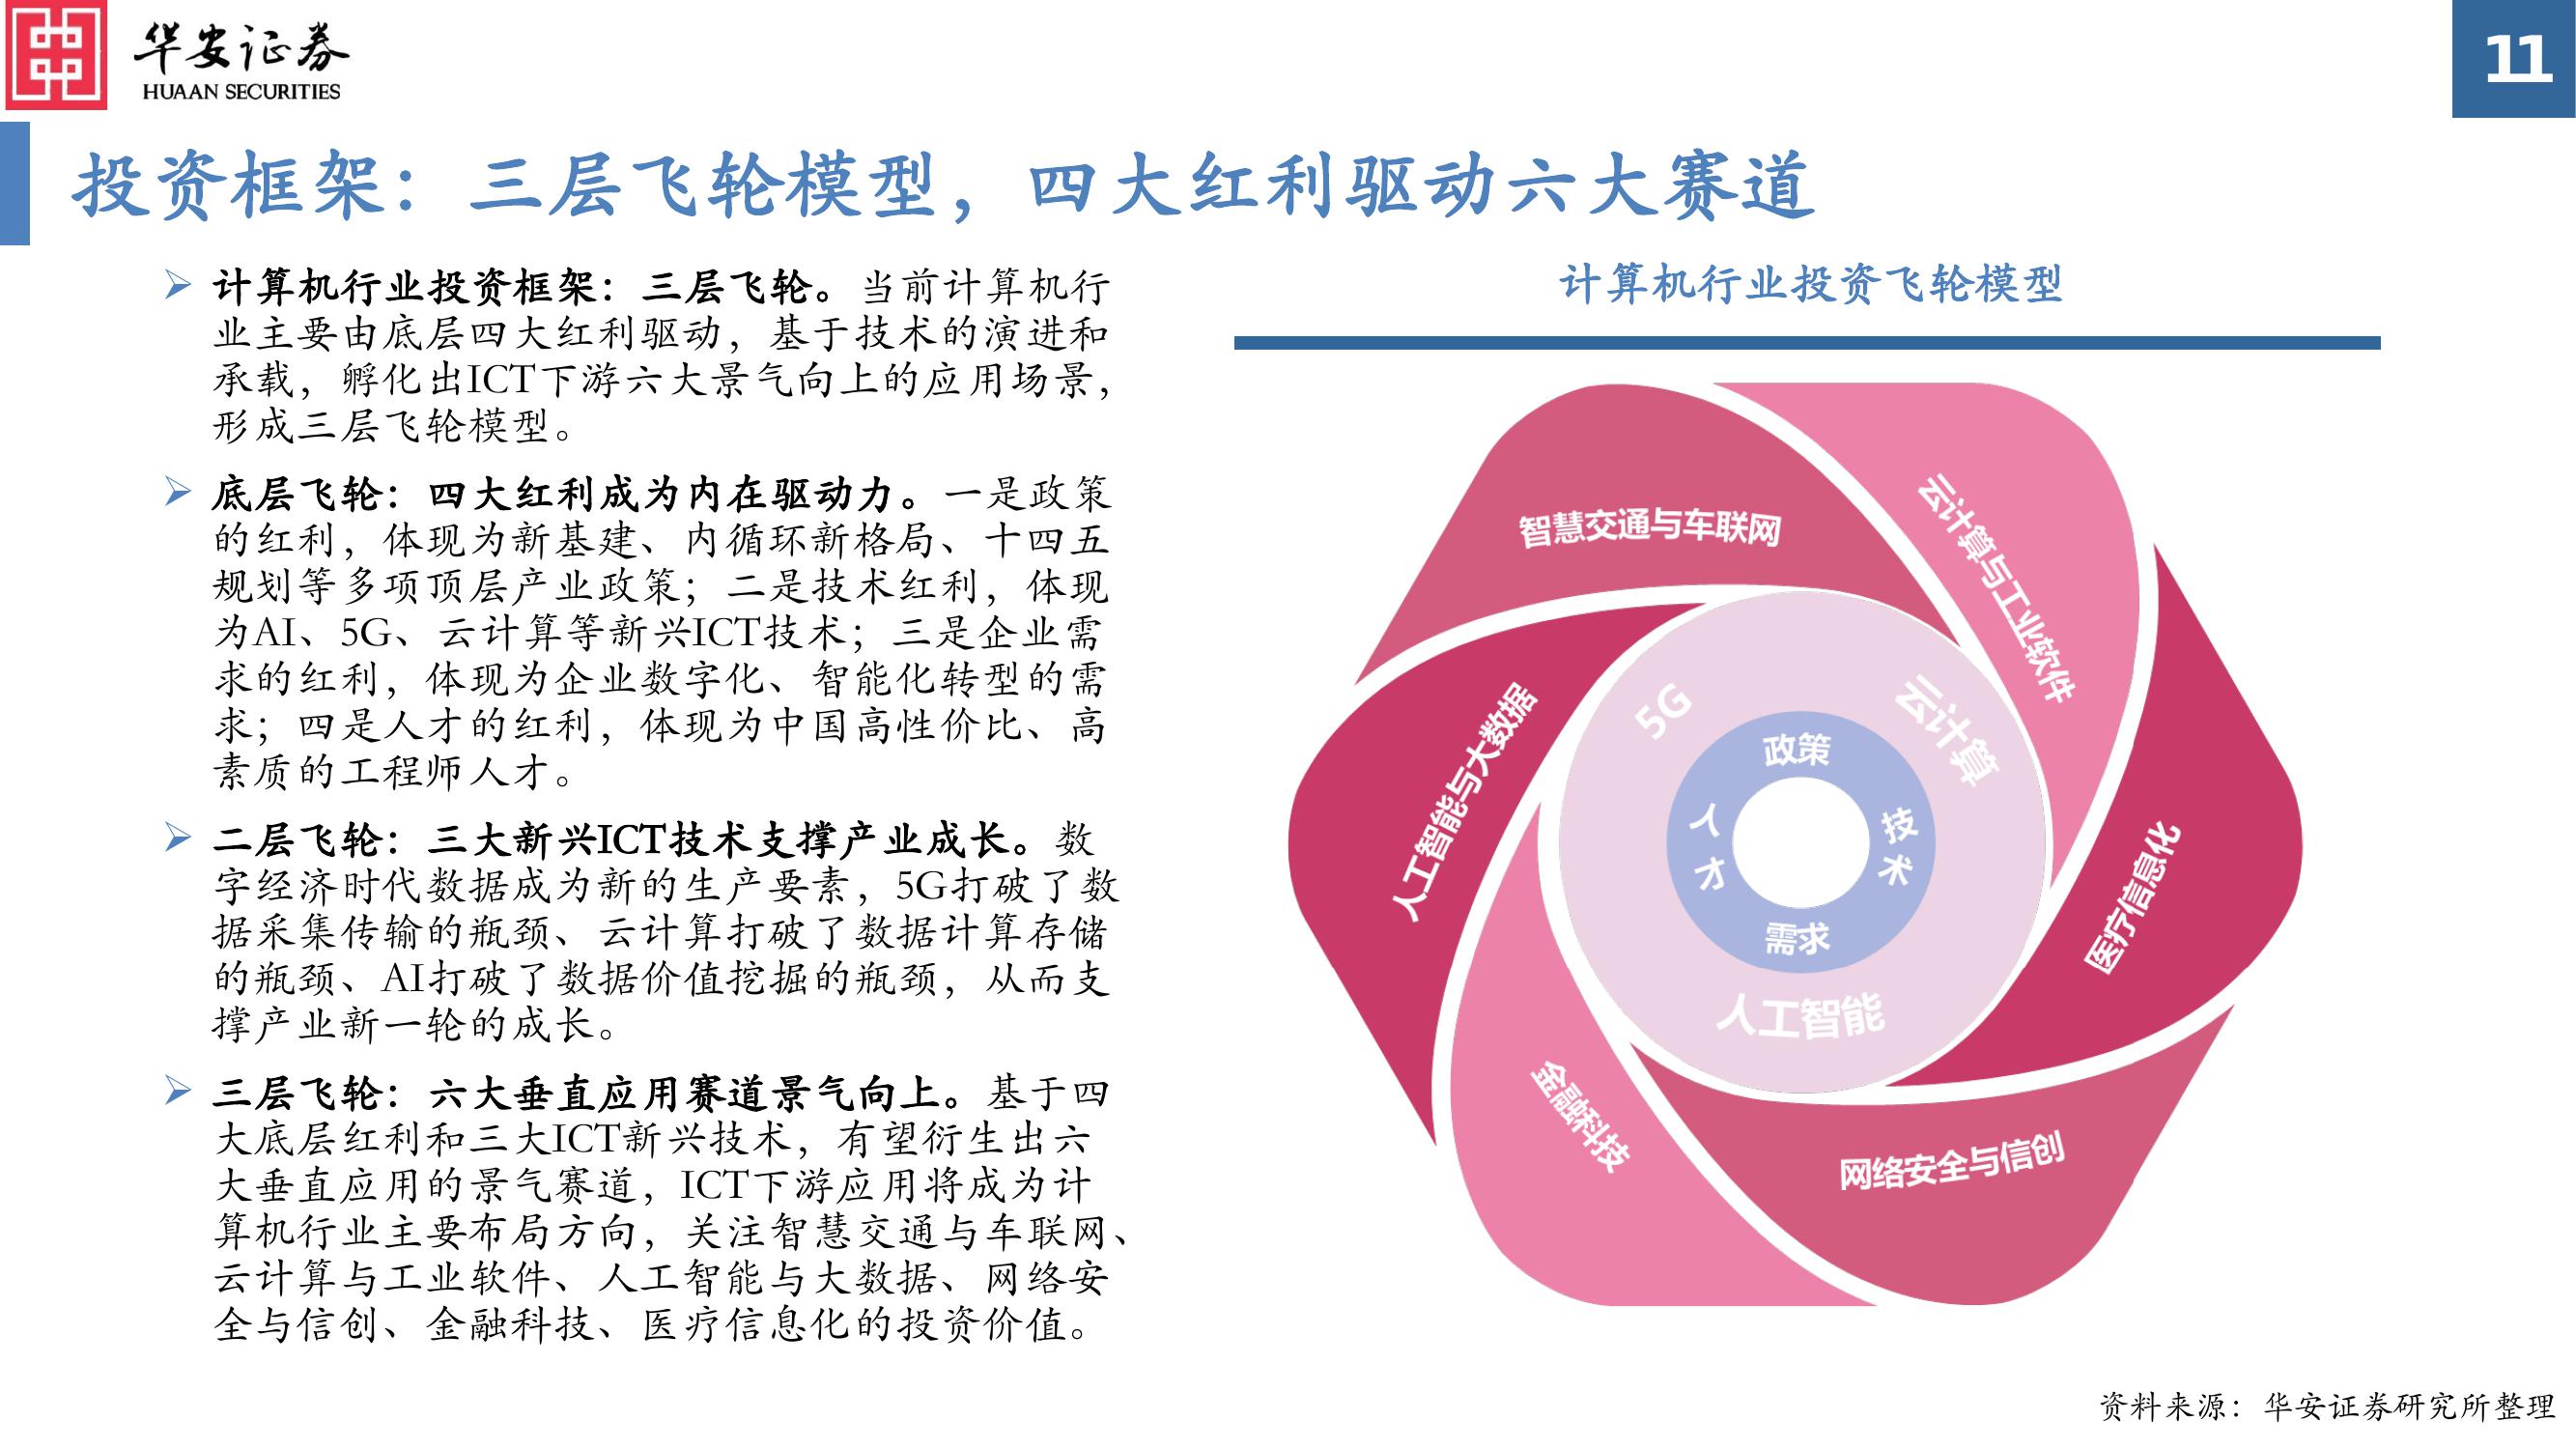 华安证券
HUAAN SECURITIES
11
投资框架：三层飞轮模型，四大红利驱动六大赛道
计算机行业投资框架：三层飞轮。当前计算机行
业主要由底层四大红利驱动，基于技术的演进和
承载，孵化出ICT下游六大景气向上的应用场景，
形成三层飞轮模型。
底层飞轮：四大红利成为内在驱动力。一是政策
的红利，体现为新基建、内循环新格局、十四五
规划等多项顶层产业政策；二是技术红利，体现
为AI、5G、云计算等新兴ICT技术；三是企业需
求的红利，体现为企业数字化、智能化转型的需
求；四是人才的红利，体现为中国高性价比、高
素质的工程师人才。
二层飞轮：三大新兴ICT技术支撑产业成长。数
字经济时代数据成为新的生产要素，5G打破了数
据采集传输的瓶颈、云计算打破了数据计算存储
的瓶颈、AI打破了数据价值挖掘的瓶颈，从而支
撑产业新一轮的成长。
三层飞轮：六大垂直应用赛道景气向上。基于四
大底层红利和三大ICT新兴技术，有望衍生出六
大垂直应用的景气赛道，ICT下游应用将成为计
算机行业主要布局方向，关注智慧交通与车联网、
云计算与工业软件、人工智能与大数据、网络安
全与信创、金融科技、医疗信息化的投资价值。
计算机行业投资飞轮模型
智慧交通与车联网
云计算与工业软件
人工智能与大数据
5G
云计算
政策
人才
技术
需求
人工智能
医疗信息化
金融科技
网络安全与信创
资料来源：华安证券研究所整理